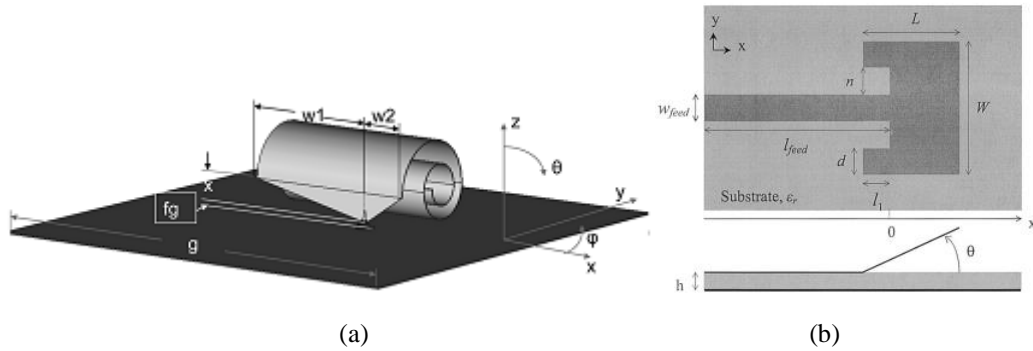 w1
w2
z
θ
x
fg
g
y
φ
x
(a)
y
x
L
n
W
w_feed
l_feed
d
Substrate, ε_r
l_1
0
x
θ
h
(b)